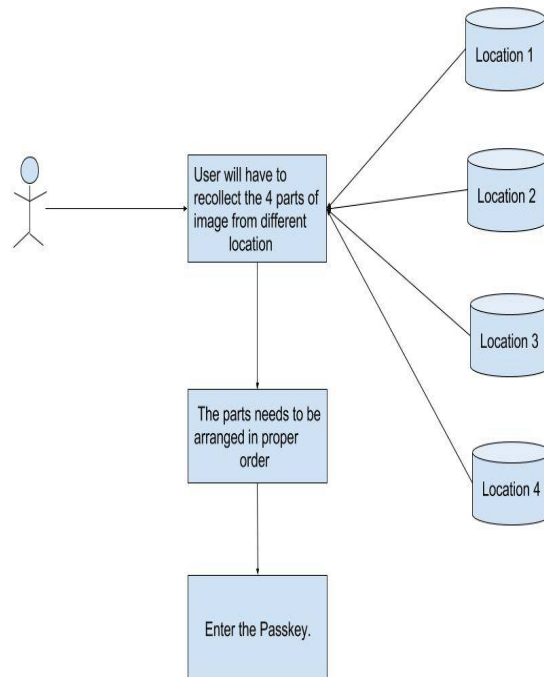 Location 1
User will have to
recollect the 4 parts of
image from different
location
Location 2
Location 3
The parts needs to be
arranged in proper
order
Location 4
Enter the Passkey.